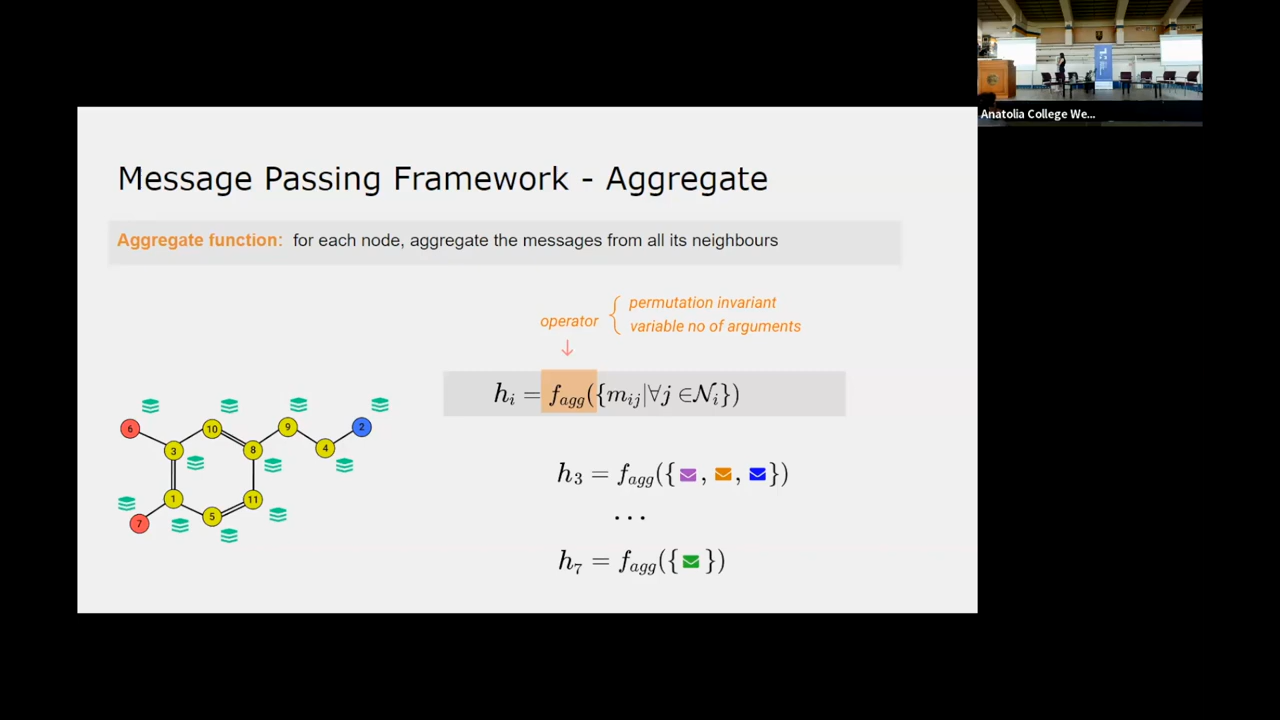 Anatolia College We...
Message Passing Framework - Aggregate
Aggregate function: for each node, aggregate the messages from all its neighbours
permutation invariant
operator
variable no of arguments
↓
h_i = f_agg({m_ij|∀j ∈N_i})
6
10
9
2
3
8
4
1
11
7
5
h_3 = f_agg({ , , })
...
h_7 = f_agg({ })